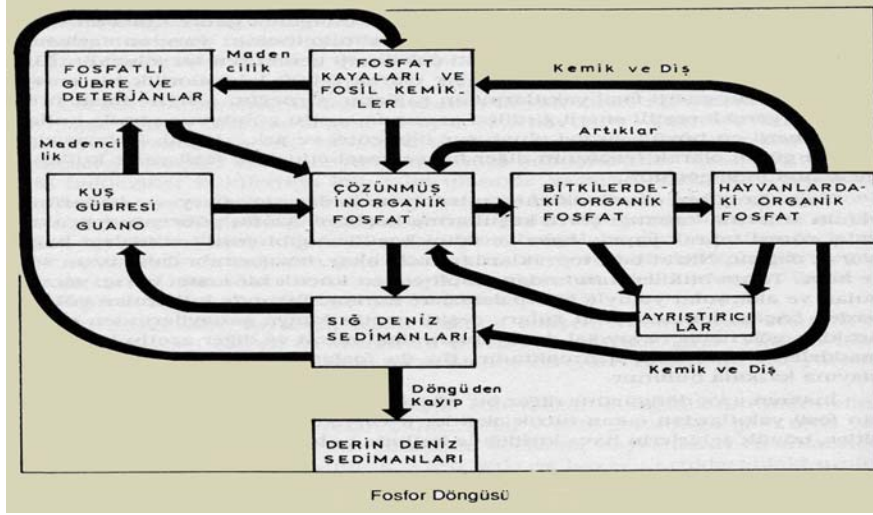 FOSFATLI
GÜBRE VE
DETERJANLAR
Maden
cilik
FOSFAT
KAYALARI VE
FOSİL KEMİK-
LER
Kemik ve Diş
Artıklar
Madenci
lik
KUŞ
GÜBRESİ
GUANO
ÇÖZÜNMÜŞ
İNORGANİK
FOSFAT
BİTKİLERDE-
Kİ ORGANİK
FOSFAT
HAYVANLARDA-
Kİ ORGANİK
FOSFAT
AYRIŞTIRICI
LAR
SIĞ DENİZ
SEDİMANLARI
Kemik ve Diş
Döngüden
Kayıp
DERİN DENİZ
SEDİMANLARI
Fosfor Döngüsü